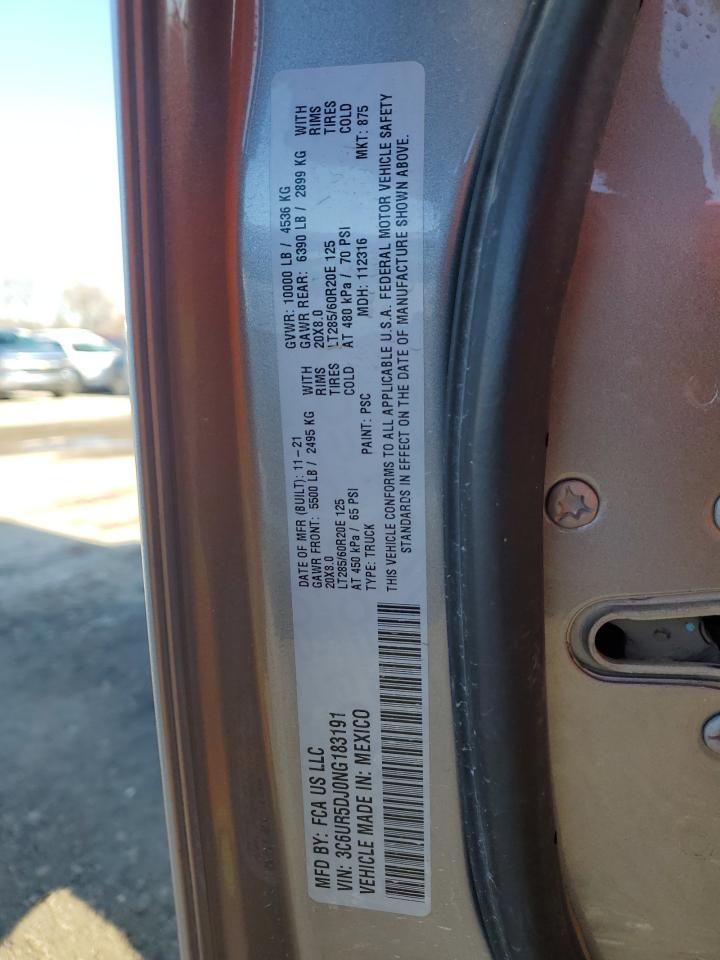 MFD BY: FCA US LLC
VIN: 3C6UR5DJ0NG183191
VEHICLE MADE IN: MEXICO
DATE OF MFR (BUILT): 11-21
GAWR FRONT: 5500 LB / 2495 KG WITH
20X8.0 RIMS
LT285/60R20E 125 TIRES
AT 450 kPa / 65 PSI COLD
TYPE: TRUCK PAINT: PSC
GVWR: 10000 LB / 4536 KG
GAWR REAR: 6390 LB / 2899 KG WITH
20X8.0 RIMS
LT285/60R20E 125 TIRES
AT 480 kPa / 70 PSI COLD
MDH: 112316 MKT: 875
THIS VEHICLE CONFORMS TO ALL APPLICABLE U.S.A. FEDERAL MOTOR VEHICLE SAFETY
STANDARDS IN EFFECT ON THE DATE OF MANUFACTURE SHOWN ABOVE.